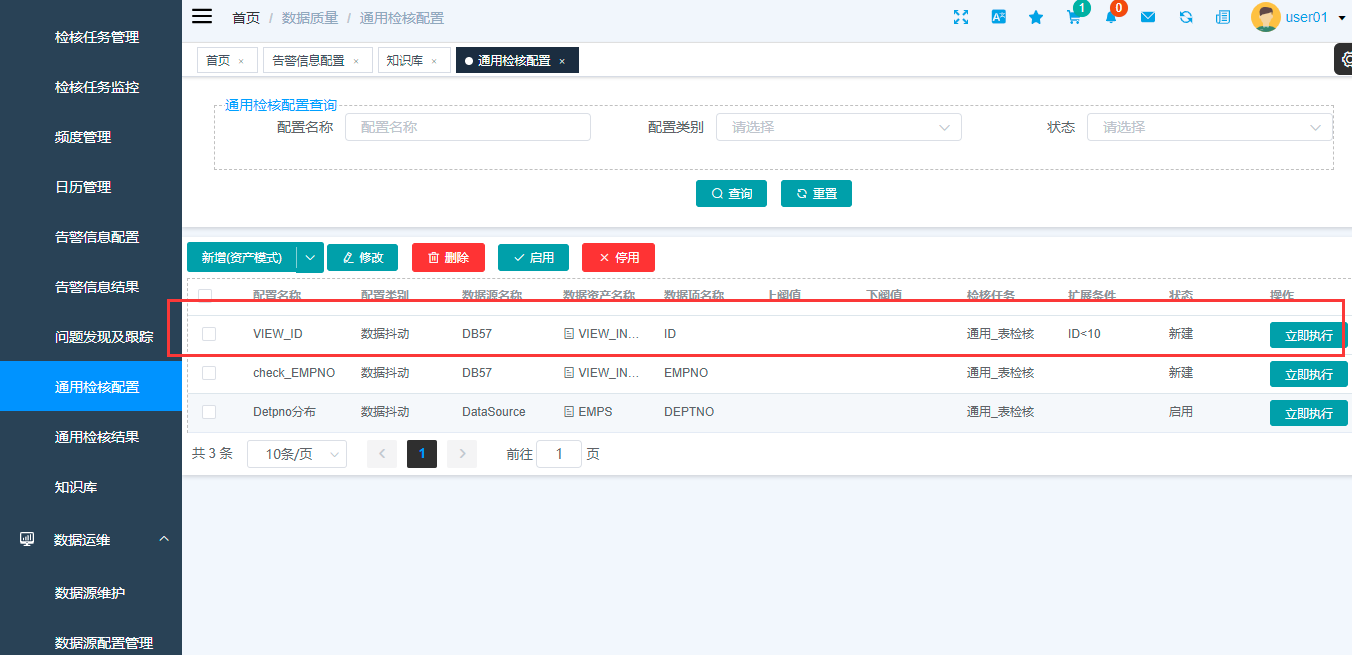 检核任务管理
检核任务监控
频度管理
日历管理
告警信息配置
告警信息结果
问题发现及跟踪
通用检核配置
通用检核结果
知识库
数据运维
数据源维护
数据源配置管理
首页 / 数据质量 / 通用检核配置
1
0
user01
首页 ×
告警信息配置 ×
知识库 ×
通用检核配置 ×
通用检核配置查询
配置名称 配置名称 配置类别 请选择 状态 请选择
查询 重置
新增(资产模式) 修改 删除 启用 停用
配置名称 配置类别 数据源名称 数据资产名称 数据项名称 上阈值 下阈值 检核任务 扩展条件 状态 操作
VIEW_ID 数据抖动 DB57 VIEW_IN... ID 通用_表检核 ID<10 新建 立即执行
check_EMPNO 数据抖动 DB57 VIEW_IN... EMPNO 通用_表检核 新建 立即执行
Detpno分布 数据抖动 DataSource EMPS DEPTNO 通用_表检核 启用 立即执行
共 3 条 10条/页 < 1 > 前往 1 页